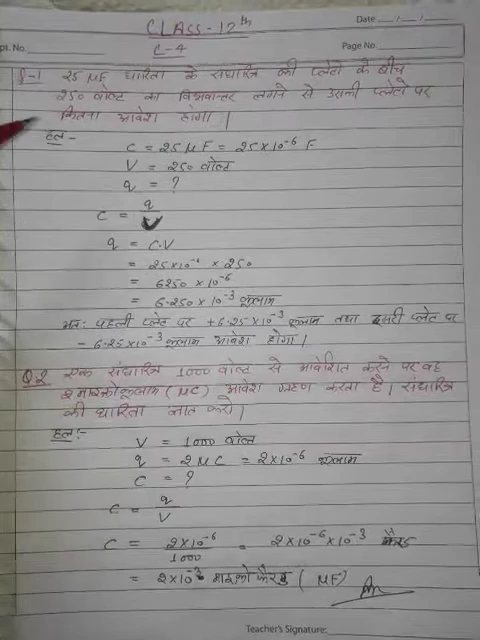 CLASS-12th
Date __/__/__
pl. No.
C-4
Page No.
Q-1 25 μF धारिता के संधारित्र की प्लेटो के बीच
250 वोल्ट का विभवान्तर लगाने से उसकी प्लेटो पर
कितना आवेश होगा |
हल-
C = 25 μF = 25×10⁻⁶ F
V = 250 वोल्ट
q = ?
C = q/V
q = C.V
= 25×10⁻⁶ × 250
= 6250 ×10⁻⁶
= 6.250 ×10⁻³ कूलाम
अतः पहली प्लेट पर +6.25×10⁻³ कूलाम तथा दूसरी प्लेट पर
- 6.25×10⁻³ कूलाम आवेश होगा |
Q.2 एक संधारित्र 1000 वोल्ट से आवेशित करने पर वह
2 माइक्रोकूलाम (μC) आवेश ग्रहण करता है | संधारित्र
की धारिता ज्ञात करो |
हल:-
V = 1000 वोल्ट
q = 2 μC = 2×10⁻⁶ कूलाम
C = ?
C = q/V
C = 2×10⁻⁶/1000 = 2×10⁻⁶×10⁻³ फैरड
= 2×10⁻³ माइक्रो फैरड ( μF)
Teacher's Signature: